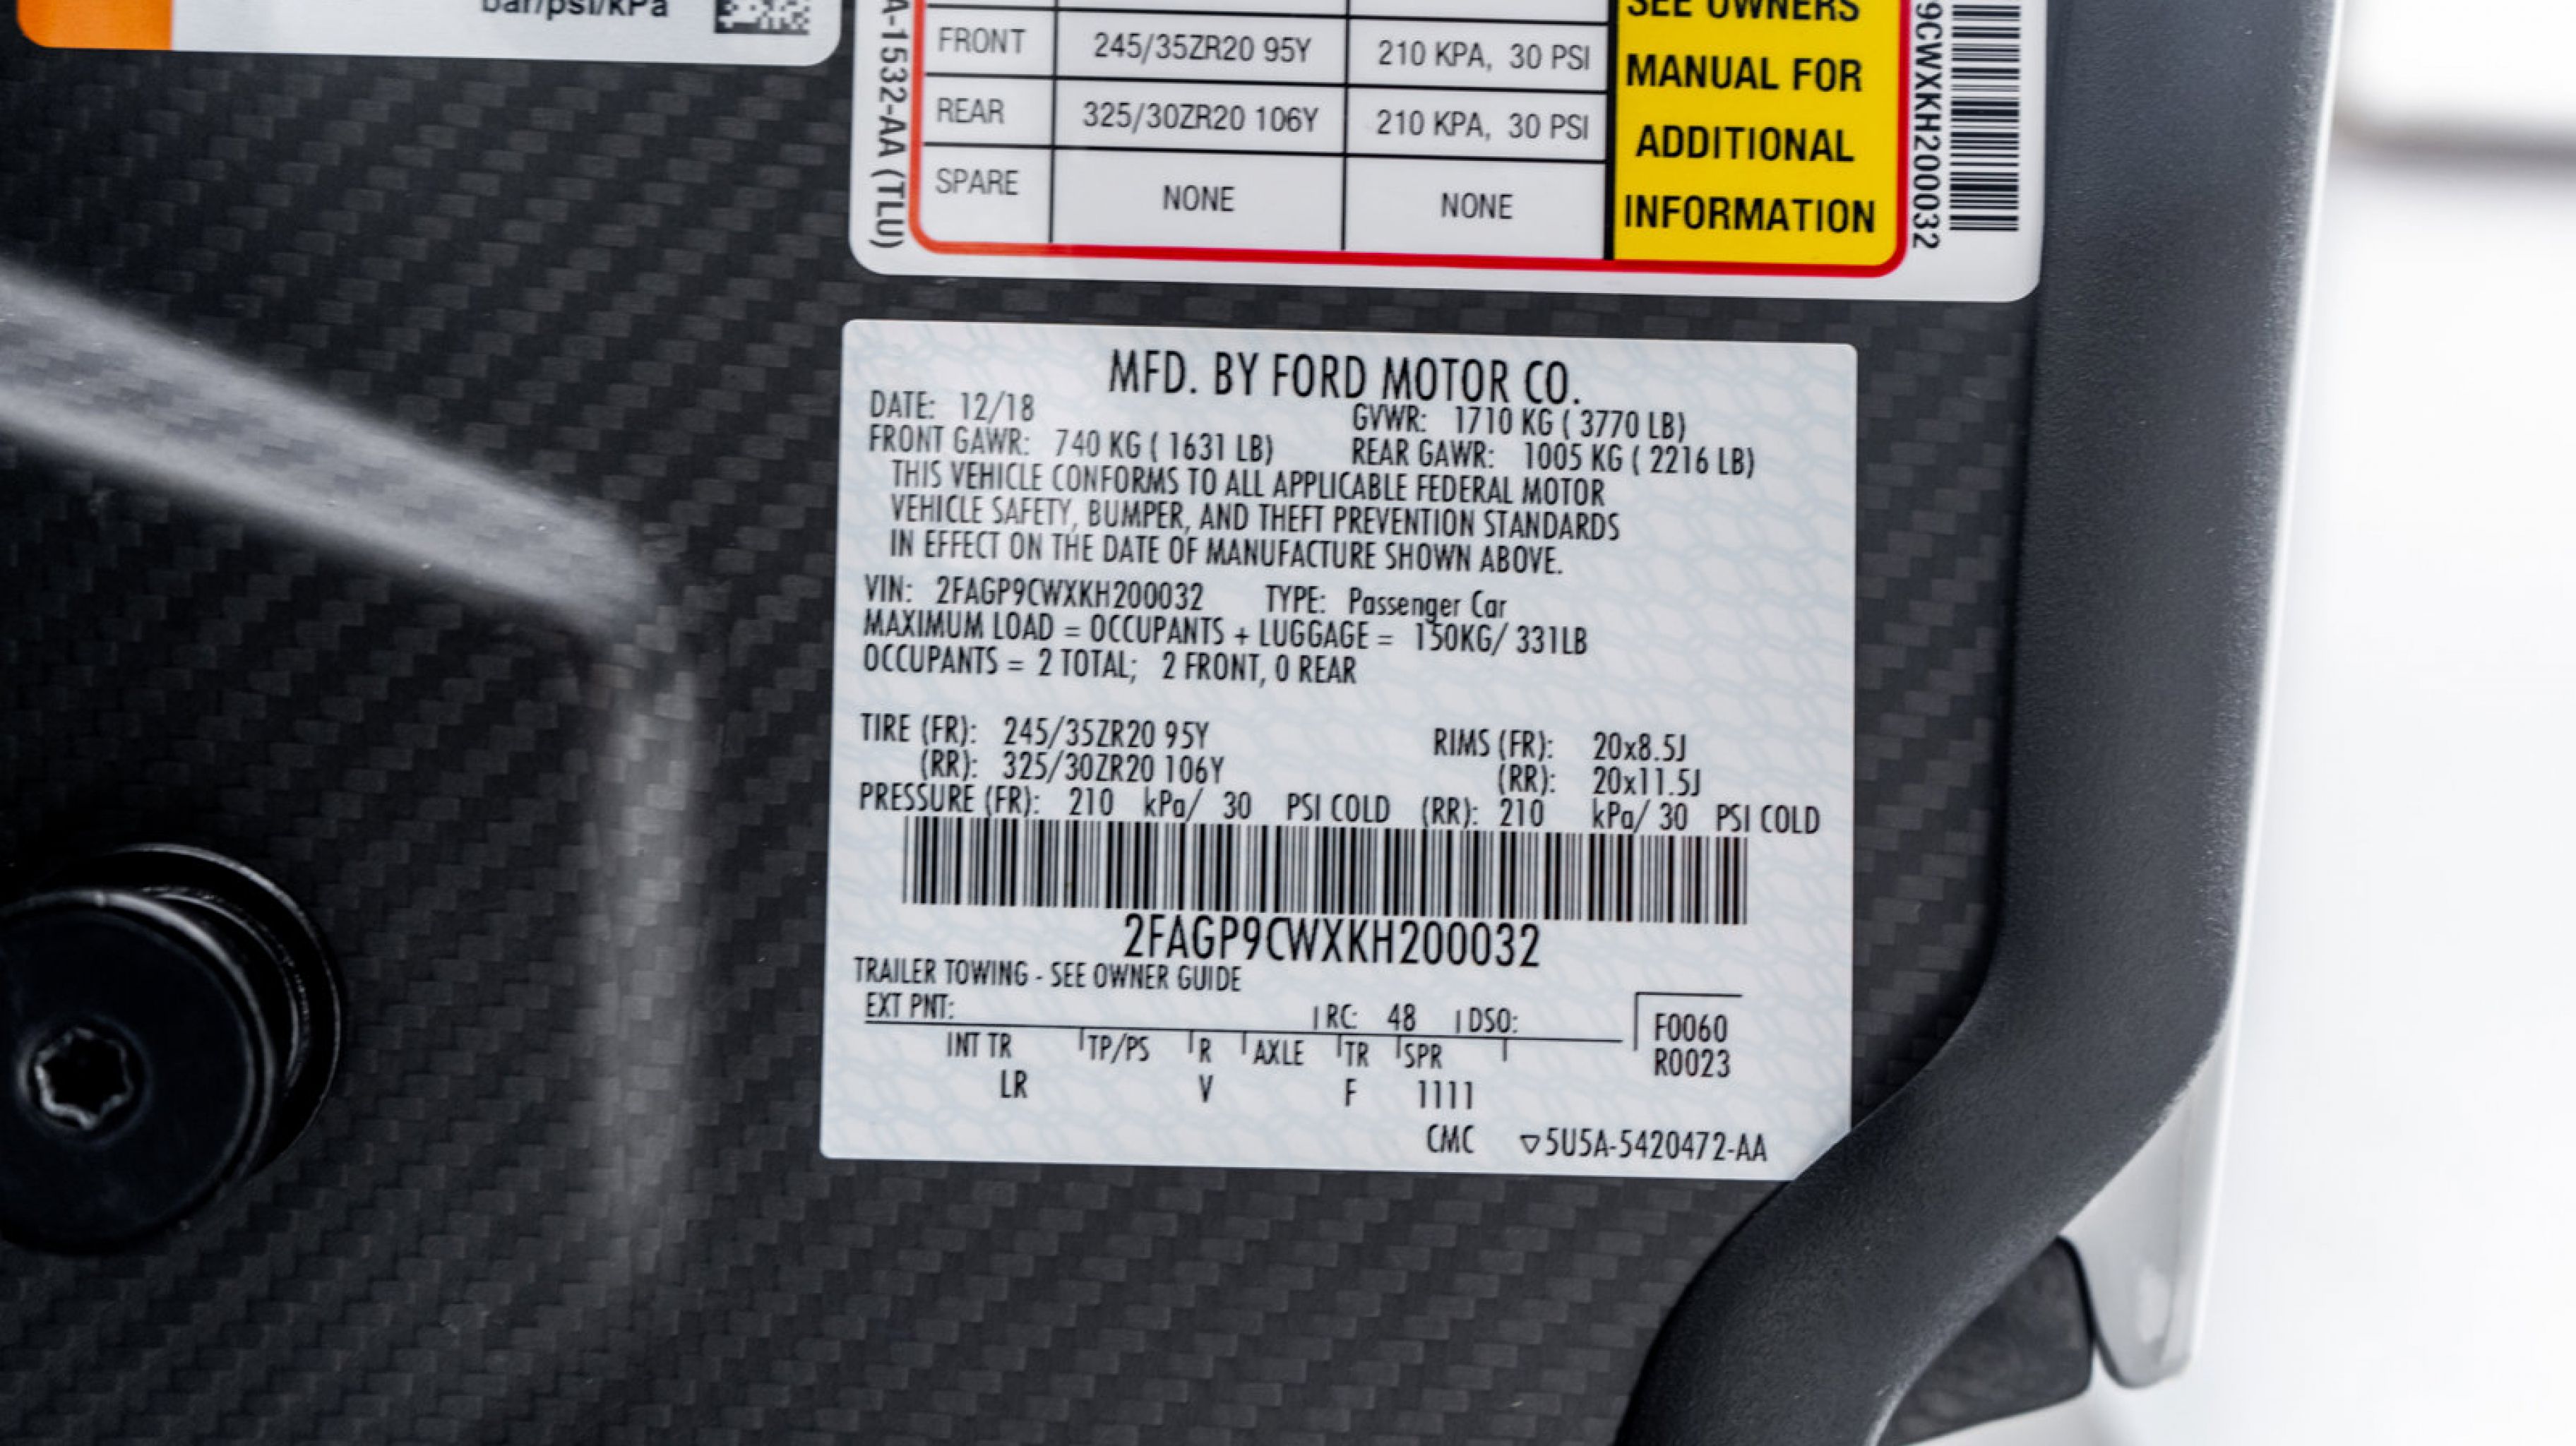 bar/psi/kPa
A-1532-AA (TLU)
FRONT 245/35ZR20 95Y 210 KPA, 30 PSI
REAR 325/30ZR20 106Y 210 KPA, 30 PSI
SPARE NONE NONE
SEE OWNERS
MANUAL FOR
ADDITIONAL
INFORMATION
9CWXKH200032
MFD. BY FORD MOTOR CO.
DATE: 12/18 GVWR: 1710 KG ( 3770 LB)
FRONT GAWR: 740 KG ( 1631 LB) REAR GAWR: 1005 KG ( 2216 LB)
THIS VEHICLE CONFORMS TO ALL APPLICABLE FEDERAL MOTOR
VEHICLE SAFETY, BUMPER, AND THEFT PREVENTION STANDARDS
IN EFFECT ON THE DATE OF MANUFACTURE SHOWN ABOVE.
VIN: 2FAGP9CWXKH200032 TYPE: Passenger Car
MAXIMUM LOAD = OCCUPANTS + LUGGAGE = 150KG/ 331LB
OCCUPANTS = 2 TOTAL; 2 FRONT, 0 REAR
TIRE (FR): 245/35ZR20 95Y RIMS (FR): 20x8.5J
(RR): 325/30ZR20 106Y (RR): 20x11.5J
PRESSURE (FR): 210 kPa/ 30 PSI COLD (RR): 210 kPa/ 30 PSI COLD
2FAGP9CWXKH200032
TRAILER TOWING - SEE OWNER GUIDE
EXT PNT: RC: 48 DSO: F0060
INT TR TP/PS R AXLE TR SPR R0023
LR V F 1111
CMC ▽5U5A-5420472-AA